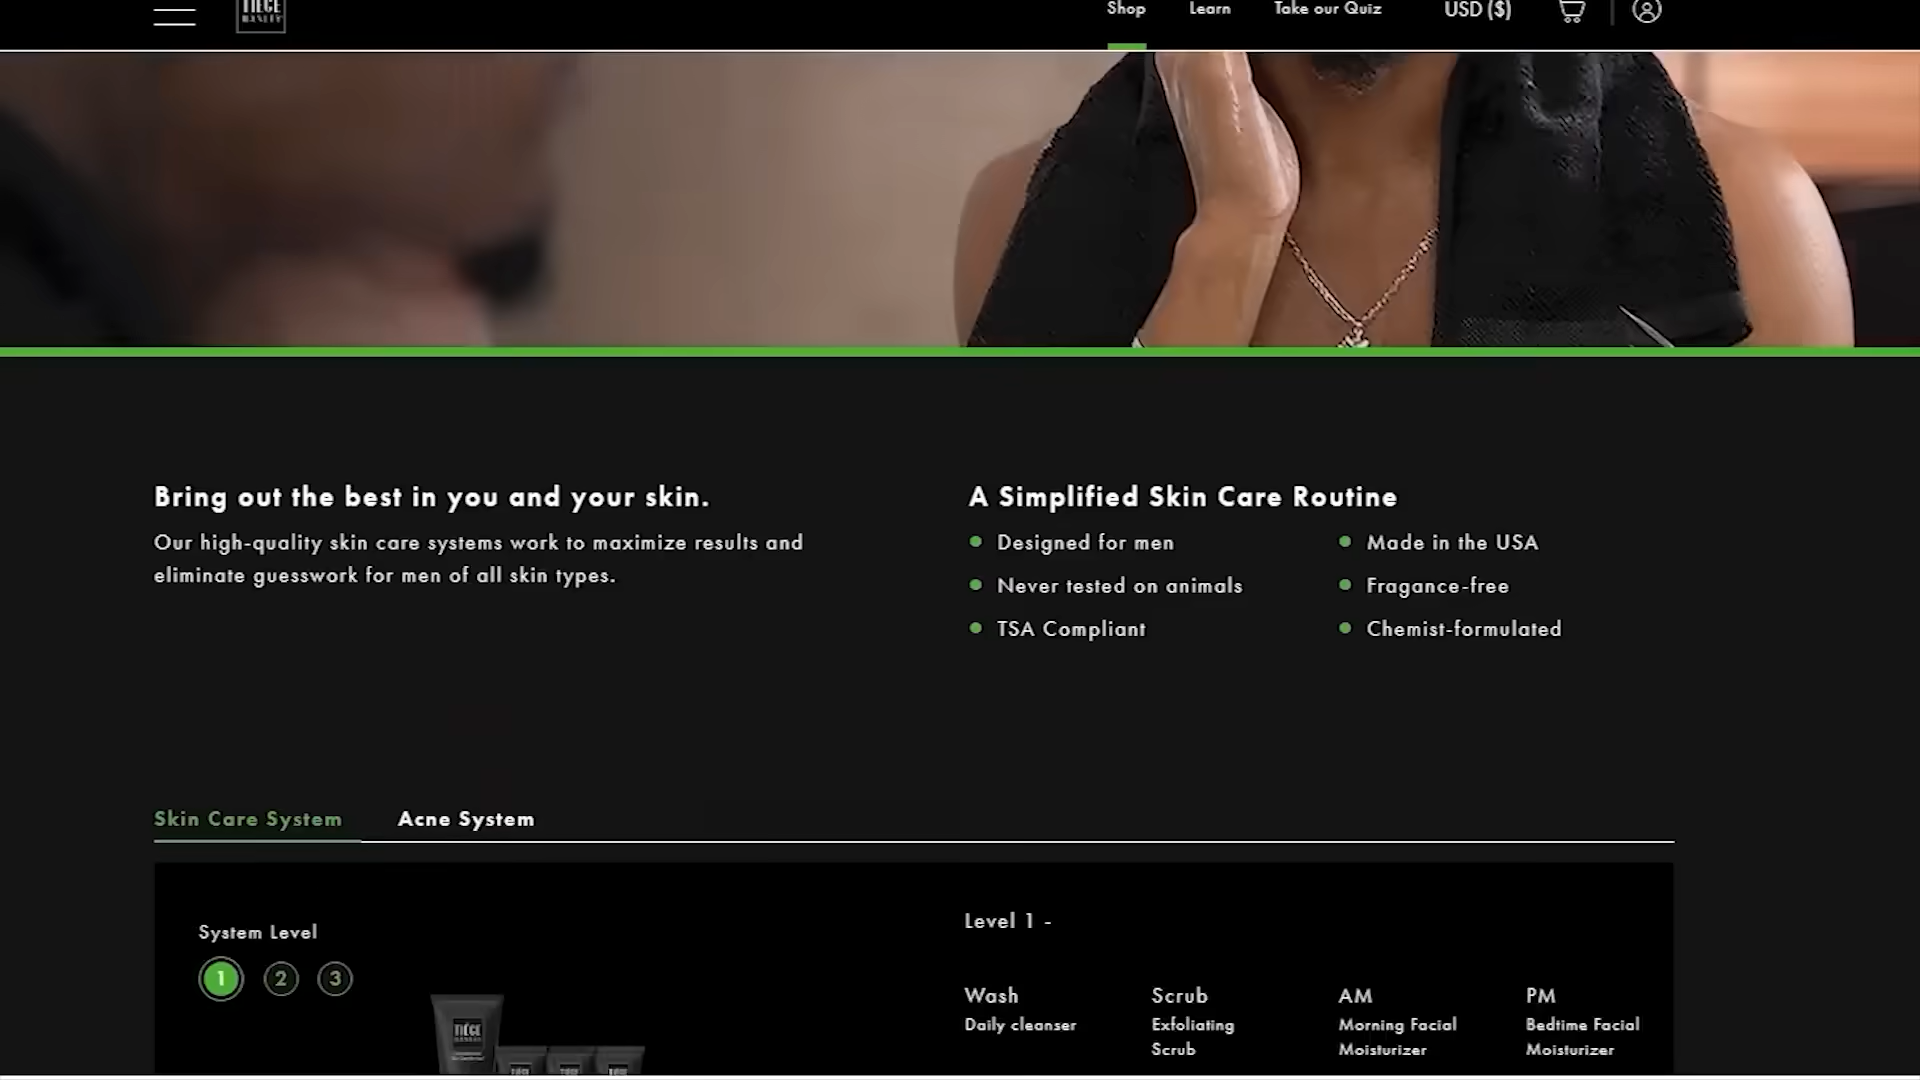 TIEGE
HANLEY
Shop
Learn
Take our Quiz
USD ($)
Bring out the best in you and your skin.
Our high-quality skin care systems work to maximize results and
eliminate guesswork for men of all skin types.
A Simplified Skin Care Routine
Designed for men
Made in the USA
Never tested on animals
Fragance-free
TSA Compliant
Chemist-formulated
Skin Care System
Acne System
System Level
1
2
3
Level 1 -
Wash
Daily cleanser
Scrub
Exfoliating
Scrub
AM
Morning Facial
Moisturizer
PM
Bedtime Facial
Moisturizer
TIEGE
HANLEY